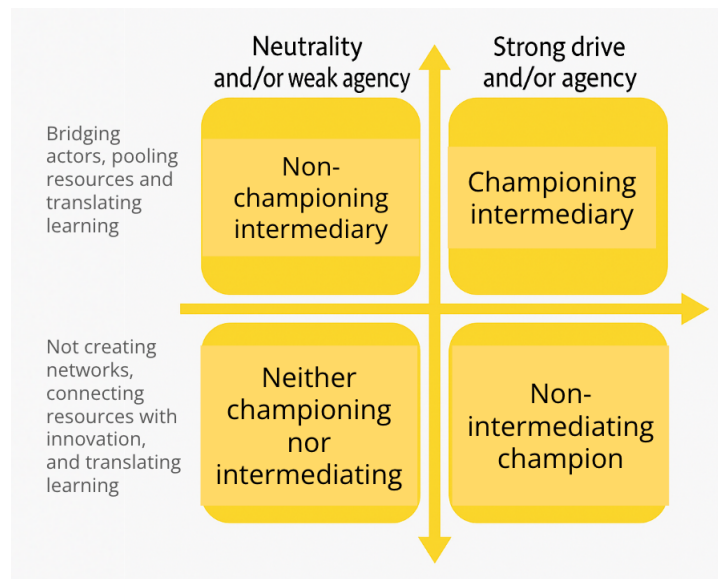 Neutrality
and/or weak agency
Strong drive
and/or agency
Bridging
actors, pooling
resources and
translating
learning
Non-
championing
intermediary
Championing
intermediary
Not creating
networks,
connecting
resources with
innovation,
and translating
learning
Neither
championing
nor
intermediating
Non-
intermediating
champion